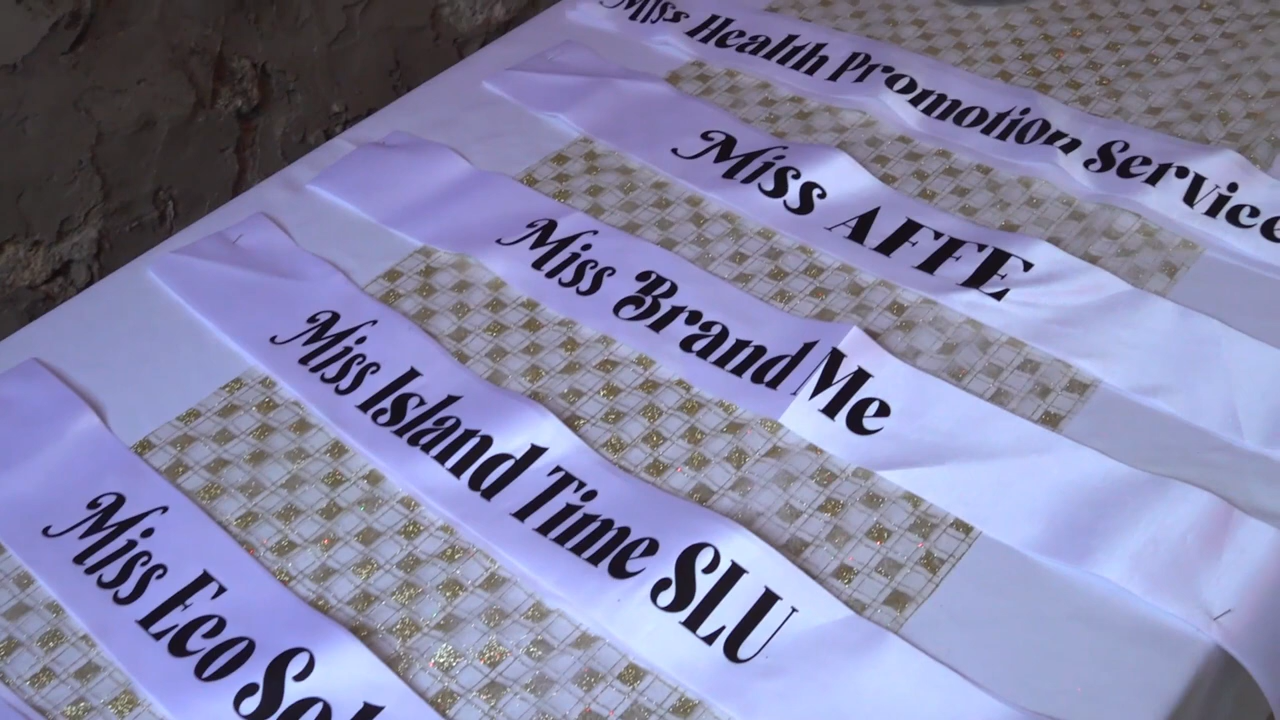 Miss Health Promotion Service
Miss AFFE
Miss Brand Me
Miss Island Time SLU
Miss Eco